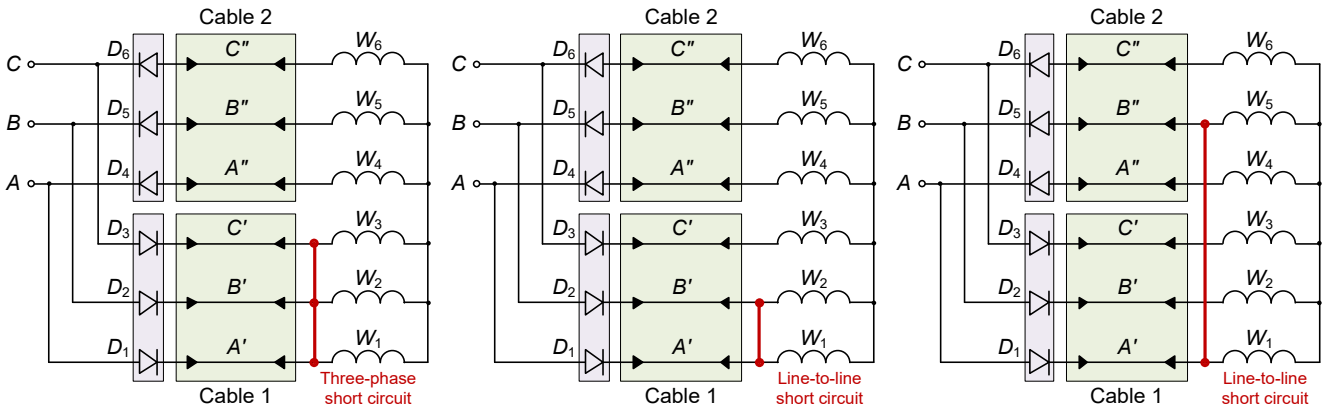 Cable 2
C D₆ C″ W₆
B D₅ B″ W₅
A D₄ A″ W₄
D₃ C′ W₃
D₂ B′ W₂
D₁ A′ W₁
Cable 1
Three-phase
short circuit
Cable 2
C D₆ C″ W₆
B D₅ B″ W₅
A D₄ A″ W₄
D₃ C′ W₃
D₂ B′ W₂
D₁ A′ W₁
Cable 1
Line-to-line
short circuit
Cable 2
C D₆ C″ W₆
B D₅ B″ W₅
A D₄ A″ W₄
D₃ C′ W₃
D₂ B′ W₂
D₁ A′ W₁
Cable 1
Line-to-line
short circuit